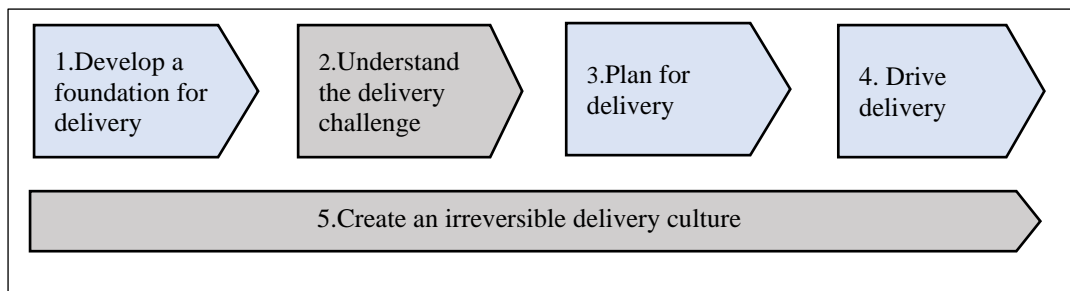 1.Develop a
foundation for
delivery
2.Understand
the delivery
challenge
3.Plan for
delivery
4. Drive
delivery
5.Create an irreversible delivery culture